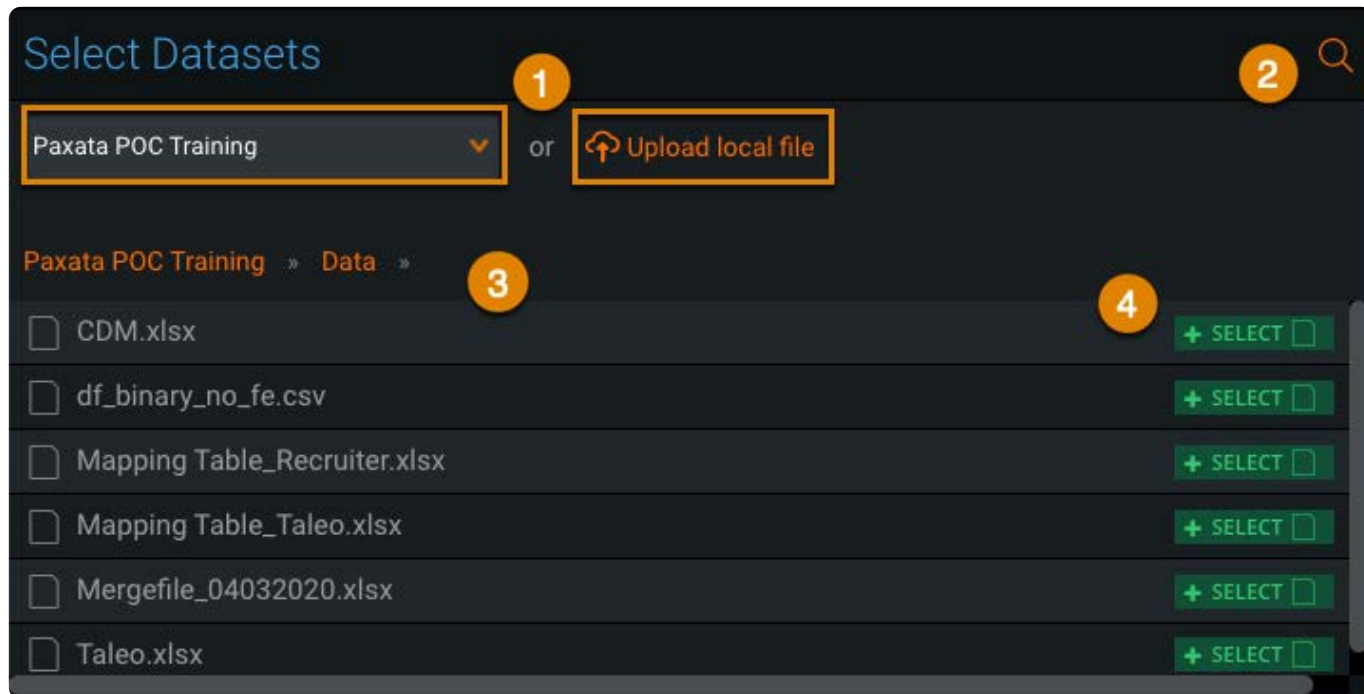 Select Datasets
1
2
Paxata POC Training or Upload local file
Paxata POC Training » Data »
3
4
CDM.xlsx + SELECT
df_binary_no_fe.csv + SELECT
Mapping Table_Recruiter.xlsx + SELECT
Mapping Table_Taleo.xlsx + SELECT
Mergefile_04032020.xlsx + SELECT
Taleo.xlsx + SELECT